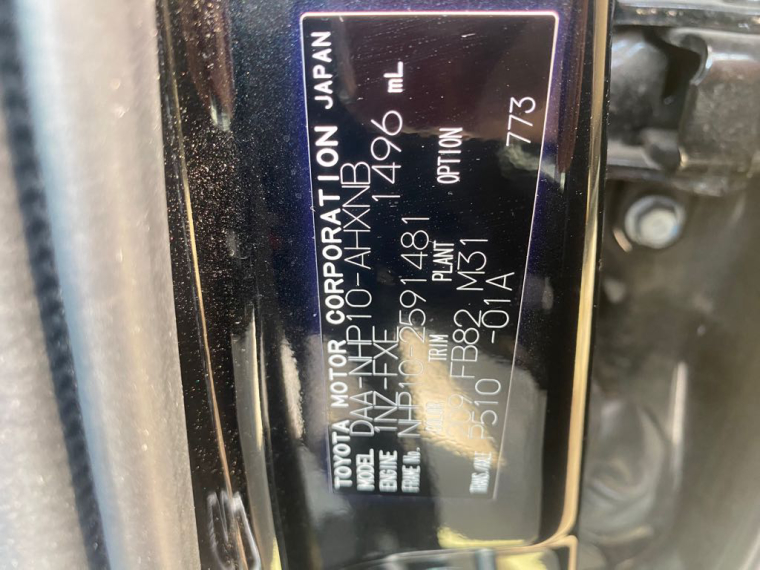 TOYOTA MOTOR CORPORATION JAPAN
MODEL DAA-NHP10-AHXNB
ENGINE 1NZ-FXE 1496 mL
FRAME No. NHP10-2591481
TRIM PLANT OPTION
FB82 M31
-01A 773